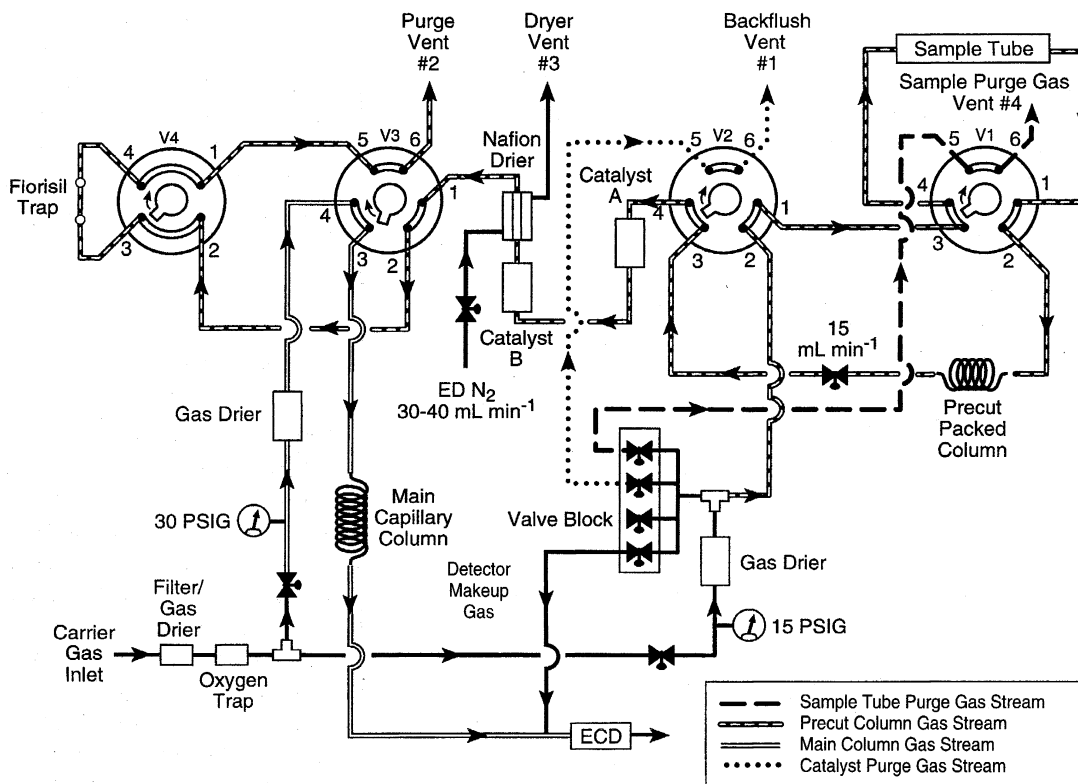 Purge
Vent
#2
Dryer
Vent
#3
Backflush
Vent
#1
Sample Tube
Sample Purge Gas
Vent #4
V4
4
1
3
2
Florisil
Trap
V3
5
6
4
1
3
2
Nafion
Drier
Catalyst
A
Catalyst
B
ED N2
30-40 mL min-1
V2
5
6
4
1
3
2
V1
5
6
4
1
3
2
15
mL min-1
Precut
Packed
Column
Gas Drier
30 PSIG
Main
Capillary
Column
Valve Block
Detector
Makeup
Gas
Gas Drier
15 PSIG
Filter/
Gas
Drier
Carrier
Gas
Inlet
Oxygen
Trap
ECD
Sample Tube Purge Gas Stream
Precut Column Gas Stream
Main Column Gas Stream
Catalyst Purge Gas Stream